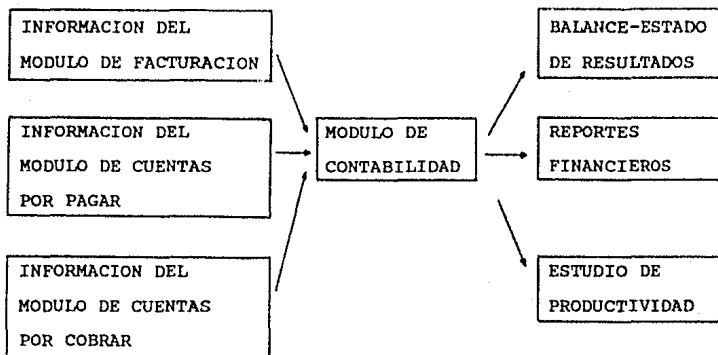 INFORMACION DEL
MODULO DE FACTURACION
INFORMACION DEL
MODULO DE CUENTAS
POR PAGAR
INFORMACION DEL
MODULO DE CUENTAS
POR COBRAR
MODULO DE
CONTABILIDAD
BALANCE-ESTADO
DE RESULTADOS
REPORTES
FINANCIEROS
ESTUDIO DE
PRODUCTIVIDAD